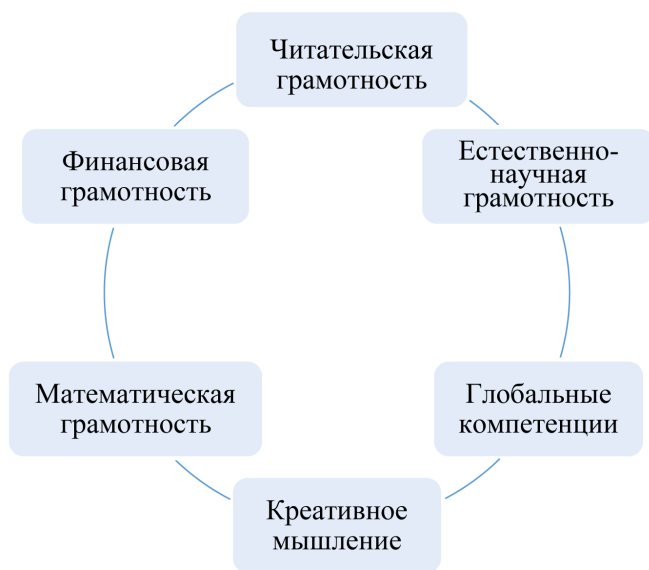 Читательская
грамотность
Естественно-
научная
грамотность
Глобальные
компетенции
Креативное
мышление
Математическая
грамотность
Финансовая
грамотность